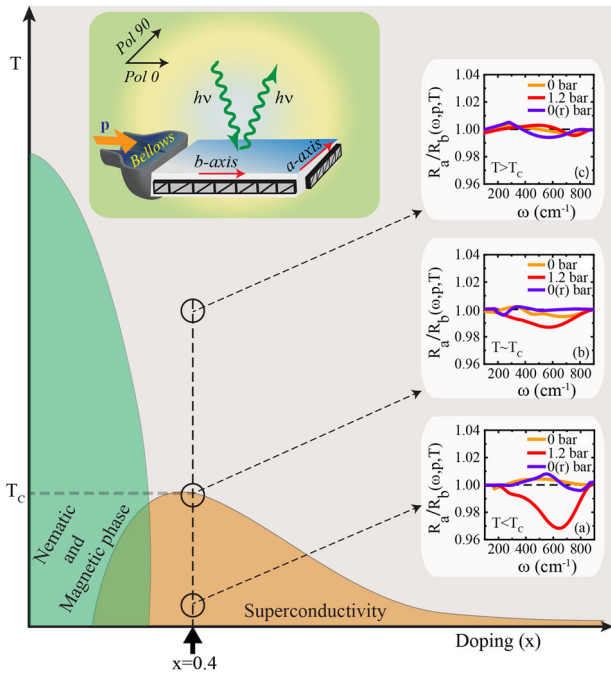 T
Pol 90
Pol 0
hν
hν
p
Bellows
b-axis
a-axis
R_a/R_b(ω,p,T)
1.04
1.02
1.00
0.98
0.96
0 bar
1.2 bar
0(r) bar
(c)
T>T_c
200 400 600 800
ω (cm⁻¹)
R_a/R_b(ω,p,T)
1.04
1.02
1.00
0.98
0.96
0 bar
1.2 bar
0(r) bar
(b)
T~T_c
200 400 600 800
ω (cm⁻¹)
R_a/R_b(ω,p,T)
1.04
1.02
1.00
0.98
0.96
0 bar
1.2 bar
0(r) bar
(a)
T<T_c
200 400 600 800
ω (cm⁻¹)
T_C
Nematic
and
Magnetic phase
Superconductivity
Doping (x)
x=0.4